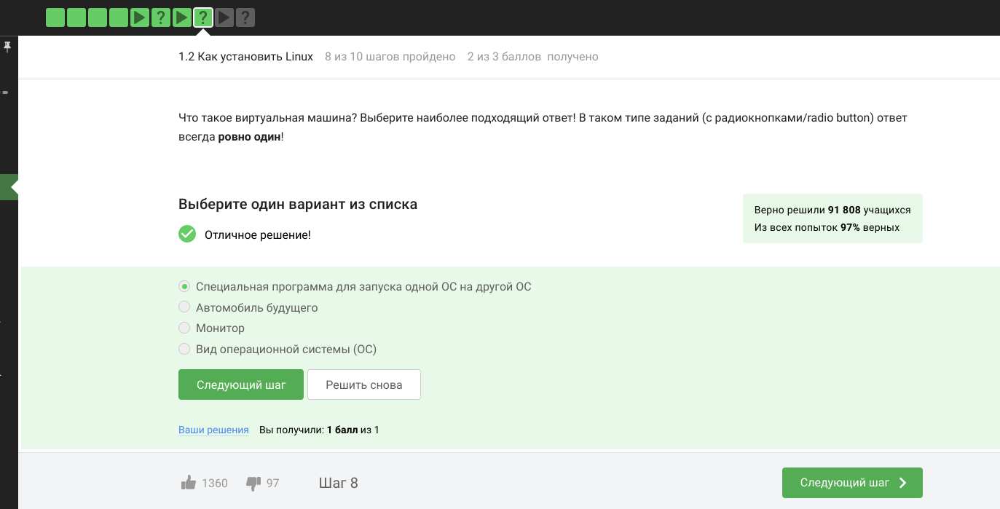 ? ? ?
1.2 Как установить Linux 8 из 10 шагов пройдено 2 из 3 баллов получено
Что такое виртуальная машина? Выберите наиболее подходящий ответ! В таком типе заданий (с радиокнопками/radio button) ответ
всегда ровно один!
Выберите один вариант из списка
Отличное решение!
Верно решили 91 808 учащихся
Из всех попыток 97% верных
Специальная программа для запуска одной ОС на другой ОС
Автомобиль будущего
Монитор
Вид операционной системы (ОС)
Следующий шаг Решить снова
Ваши решения Вы получили: 1 балл из 1
1360 97 Шаг 8 Следующий шаг